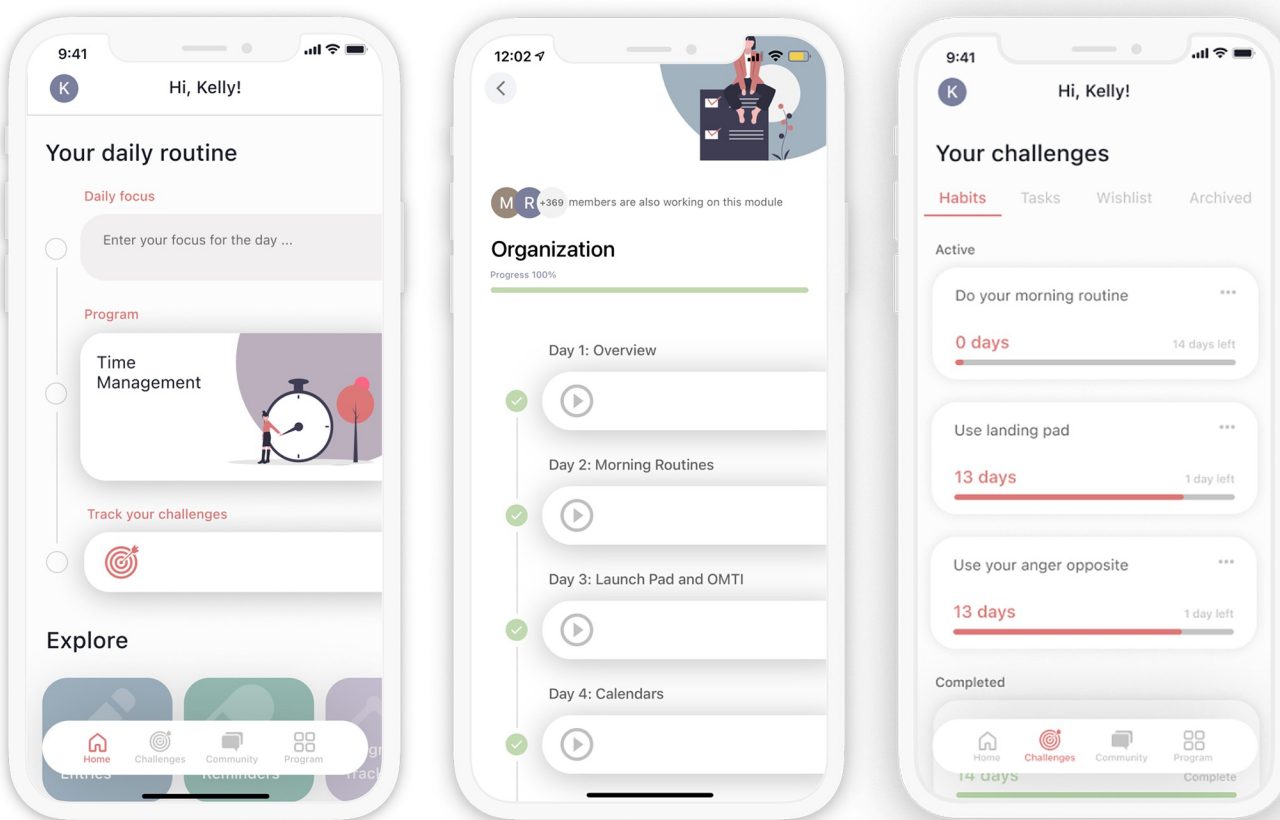 9:41
K
Hi, Kelly!
Your daily routine
Daily focus
Enter your focus for the day ...
Program
Time
Management
Track your challenges
Explore
Home
Challenges
Community
Program
Entries
Reminders
12:02
M
R
+369
members are also working on this module
Organization
Progress 100%
Day 1: Overview
Day 2: Morning Routines
Day 3: Launch Pad and OMTI
Day 4: Calendars
9:41
K
Hi, Kelly!
Your challenges
Habits
Tasks
Wishlist
Archived
Active
Do your morning routine
0 days
14 days left
Use landing pad
13 days
1 day left
Use your anger opposite
13 days
1 day left
Completed
Home
Challenges
Community
Program
14 days
Complete